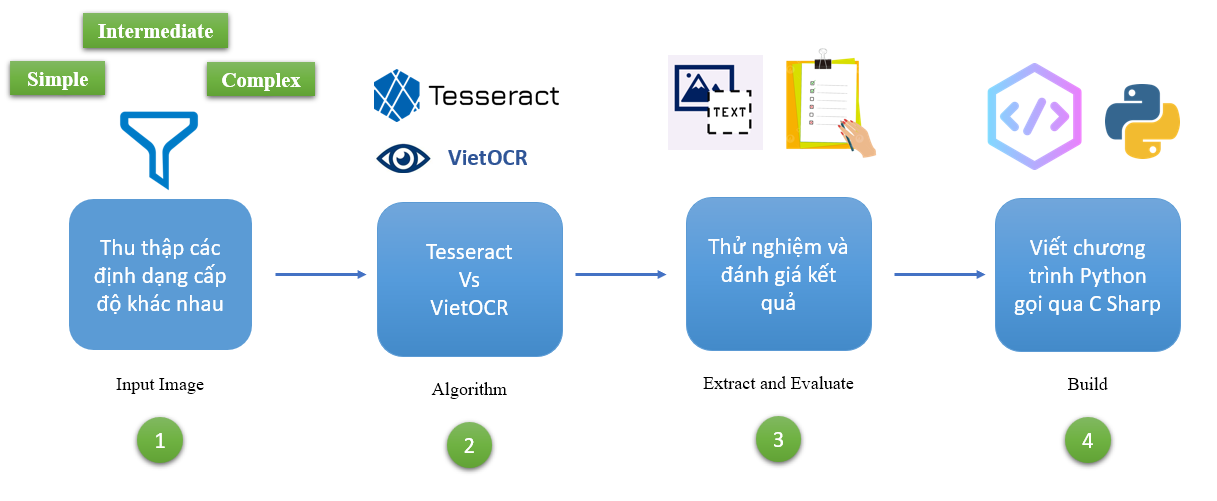 Intermediate
Simple
Complex
Thu thập các
định dạng cấp
độ khác nhau
Input Image
1
Tesseract
VietOCR
Tesseract
Vs
VietOCR
Algorithm
2
TEXT
Thử nghiệm và
đánh giá kết
quả
Extract and Evaluate
3
</>
Viết chương
trình Python
gọi qua C Sharp
Build
4